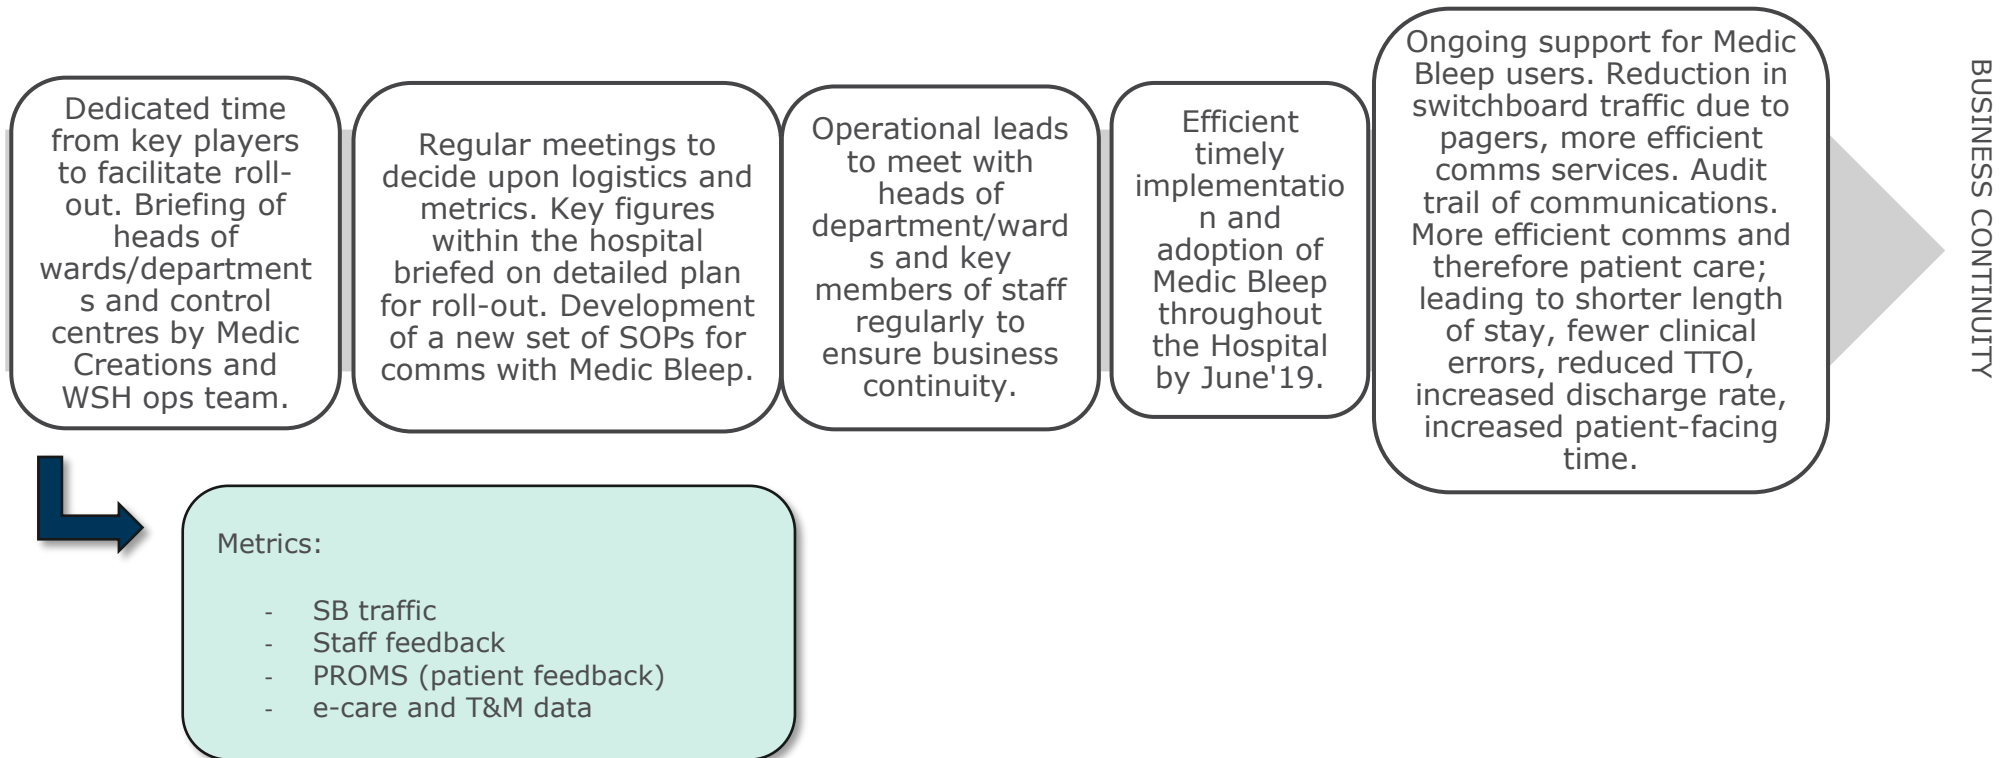 Dedicated time
from key players
to facilitate roll-
out. Briefing of
heads of
wards/department
s and control
centres by Medic
Creations and
WSH ops team.
Regular meetings to
decide upon logistics and
metrics. Key figures
within the hospital
briefed on detailed plan
for roll-out. Development
of a new set of SOPs for
comms with Medic Bleep.
Operational leads
to meet with
heads of
department/ward
s and key
members of staff
regularly to
ensure business
continuity.
Efficient
timely
implementatio
n and
adoption of
Medic Bleep
throughout
the Hospital
by June'19.
Ongoing support for Medic
Bleep users. Reduction in
switchboard traffic due to
pagers, more efficient
comms services. Audit
trail of communications.
More efficient comms and
therefore patient care;
leading to shorter length
of stay, fewer clinical
errors, reduced TTO,
increased discharge rate,
increased patient-facing
time.
BUSINESS CONTINUITY
Metrics:
- SB traffic
- Staff feedback
- PROMS (patient feedback)
- e-care and T&M data